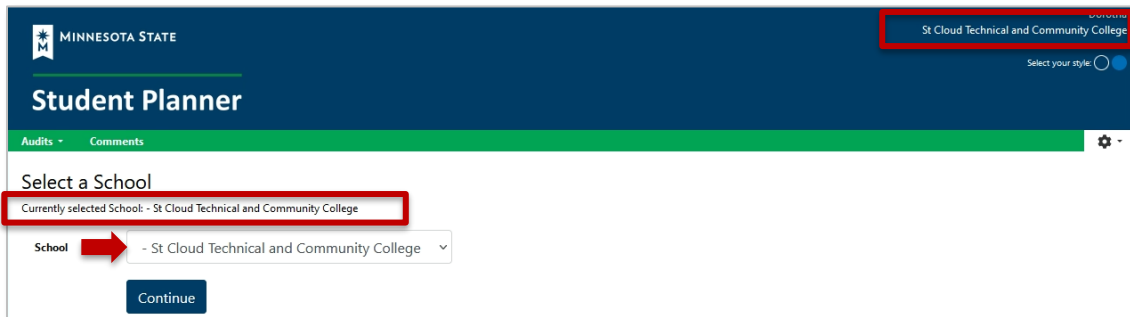 MINNESOTA STATE
Student Planner
St Cloud Technical and Community College
Select your style:
Audits
Comments
Select a School
Currently selected School: - St Cloud Technical and Community College
School
- St Cloud Technical and Community College
Continue